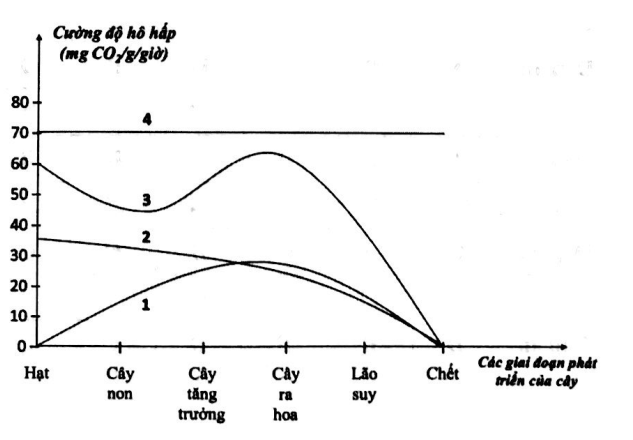 Cường độ hô hấp
(mg CO₂/g/giờ)
80
70
60
50
40
30
20
10
0
4
3
2
1
Hạt
Cây
non
Cây
tăng
trưởng
Cây
ra
hoa
Lão
suy
Chết
Các giai đoạn phát
triển của cây